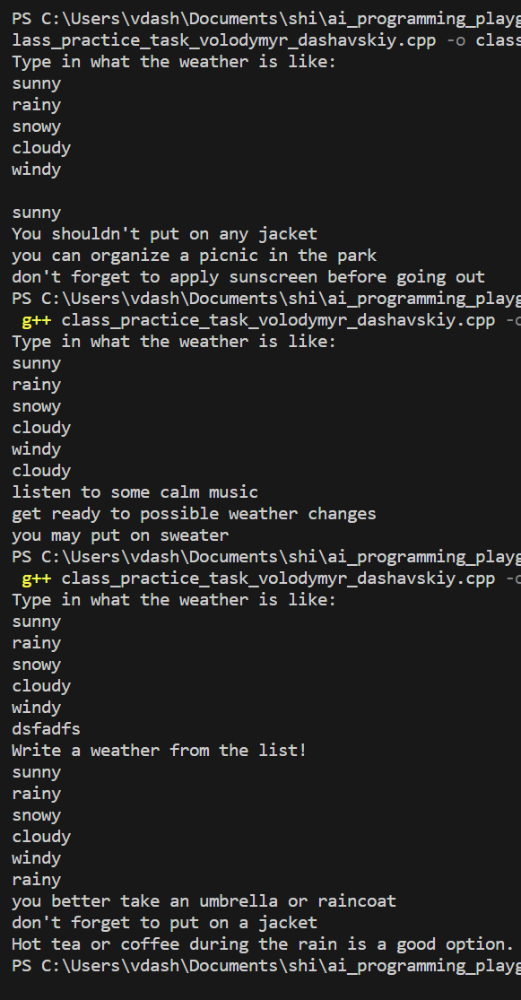 PS C:\Users\vdash\Documents\shi\ai_programming_playg
lass_practice_task_volodymyr_dashavskiy.cpp -o class
Type in what the weather is like:
sunny
rainy
snowy
cloudy
windy

sunny
You shouldn't put on any jacket
you can organize a picnic in the park
don't forget to apply sunscreen before going out
PS C:\Users\vdash\Documents\shi\ai_programming_playg
g++ class_practice_task_volodymyr_dashavskiy.cpp -o
Type in what the weather is like:
sunny
rainy
snowy
cloudy
windy
cloudy
listen to some calm music
get ready to possible weather changes
you may put on sweater
PS C:\Users\vdash\Documents\shi\ai_programming_playg
g++ class_practice_task_volodymyr_dashavskiy.cpp -o
Type in what the weather is like:
sunny
rainy
snowy
cloudy
windy
dsfadfs
Write a weather from the list!
sunny
rainy
snowy
cloudy
windy
rainy
you better take an umbrella or raincoat
don't forget to put on a jacket
Hot tea or coffee during the rain is a good option.
PS C:\Users\vdash\Documents\shi\ai_programming_playg